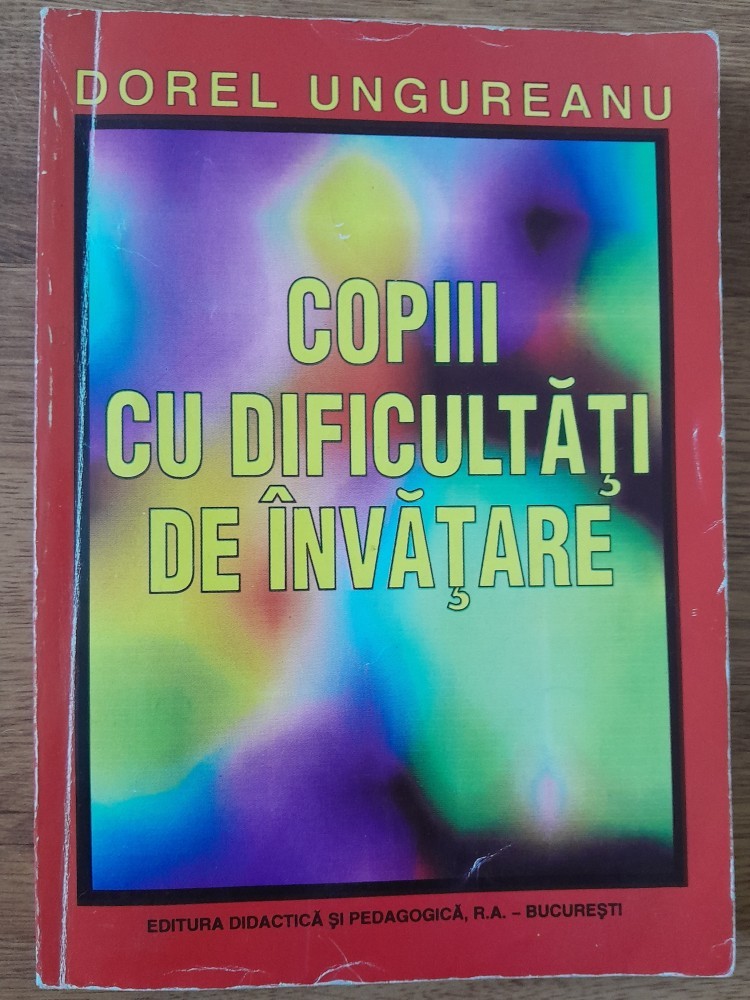 DOREL UNGUREANU
COPIII
CU DIFICULTĂŢI
DE ÎNVĂŢARE
EDITURA DIDACTICĂ ŞI PEDAGOGICĂ, R.A. – BUCUREŞTI